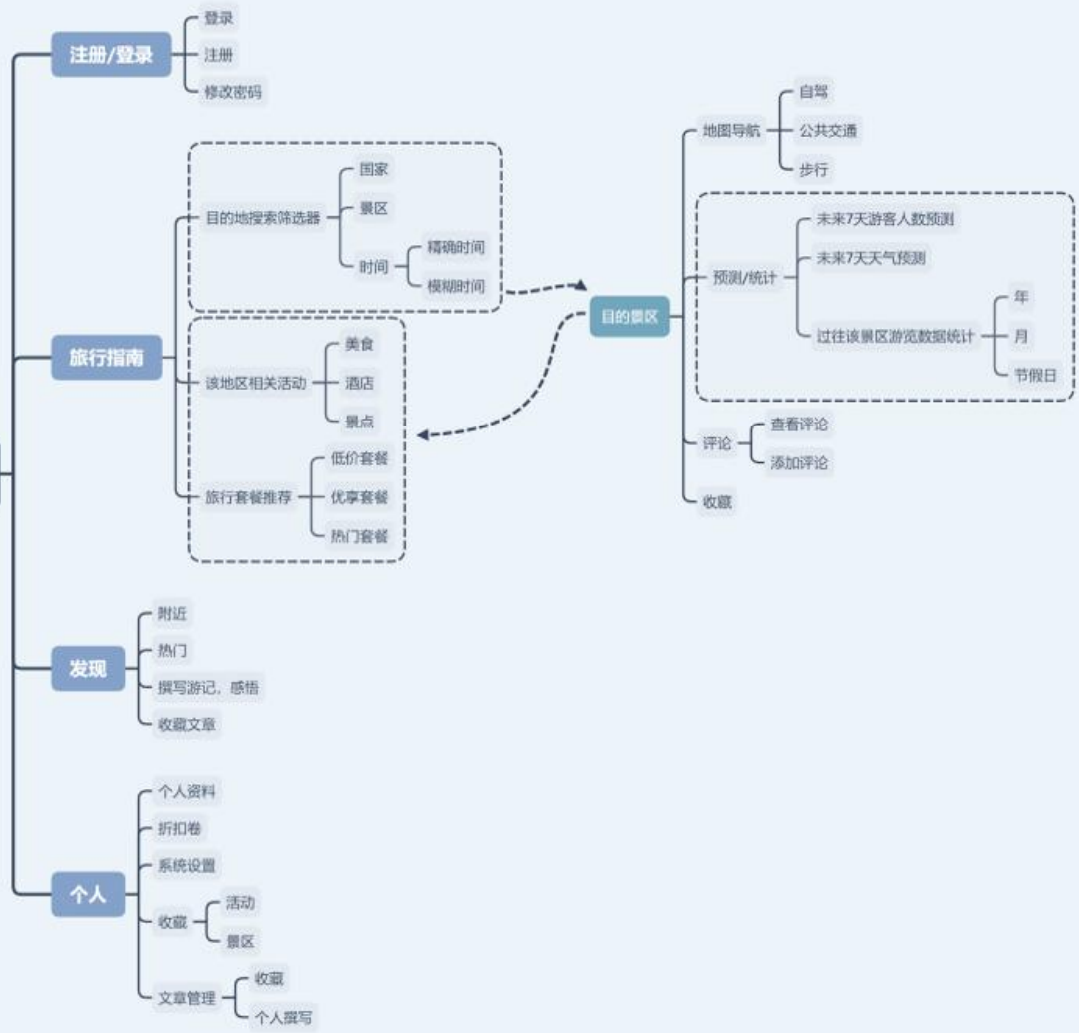 注册/登录
登录
注册
修改密码
旅行指南
目的地搜索筛选器
国家
景区
时间
精确时间
模糊时间
该地区相关活动
美食
酒店
景点
旅行套餐推荐
低价套餐
优享套餐
热门套餐
目的景区
地图导航
自驾
公共交通
步行
预测/统计
未来7天游客人数预测
未来7天天气预测
过往该景区游览数据统计
年
月
节假日
评论
查看评论
添加评论
收藏
发现
附近
热门
撰写游记，感悟
收藏文章
个人
个人资料
折扣卷
系统设置
收藏
活动
景区
文章管理
收藏
个人撰写